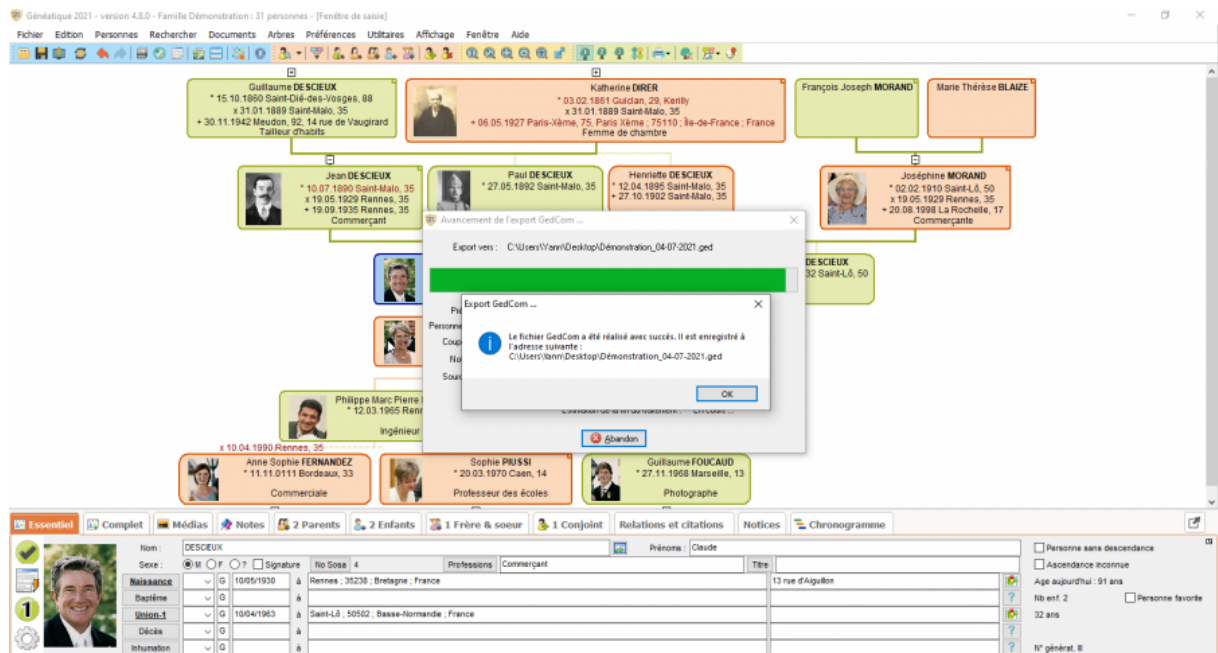 Généatique 2021 - version 4.8.0 - Famille Démonstration : 31 personnes - [Fenêtre de saisie]
Fichier Edition Personnes Rechercher Documents Arbres Préférences Utilitaires Affichage Fenêtre Aide
Guillaume DESCIEUX
* 15.10.1860 Saint-Dié-des-Vosges, 88
x 31.01.1889 Saint-Malo, 35
+ 30.11.1942 Meudon, 92, 14 rue de Vaugirard
Tailleur d'habits
Katherine DIRER
* 03.02.1861 Guiclan, 29, Kerilly
x 31.01.1889 Saint-Malo, 35
+ 06.05.1927 Paris-Xème, 75, Paris Xème ; 75110 ; Île-de-France ; France
Femme de chambre
François Joseph MORAND
Marie Thérèse BLAIZE
Jean DESCIEUX
* 10.07.1890 Saint-Malo, 35
x 19.05.1929 Rennes, 35
+ 19.09.1935 Rennes, 35
Commerçant
Paul DESCIEUX
* 27.05.1892 Saint-Malo, 35
Henriette DESCIEUX
* 12.04.1895 Saint-Malo, 35
+ 27.10.1902 Saint-Malo, 35
Joséphine MORAND
* 02.02.1910 Saint-Lô, 50
x 19.05.1929 Rennes, 35
+ 20.08.1998 La Rochelle, 17
Commerçante
DESCIEUX
32 Saint-Lô, 50
Avancement de l'export GedCom ...
Export vers : C:\Users\Yann\Desktop\Démonstration_04-07-2021.ged
Personne
Coup
No
Sourc
Export GedCom ...
Le fichier GedCom a été réalisé avec succès. Il est enregistré à
l'adresse suivante :
C:\Users\Yann\Desktop\Démonstration_04-07-2021.ged
OK
Estimation de la fin du traitement : En cours ...
Abandon
Philippe Marc Pierre
* 12.03.1965 Renr
Ingénieur
x 10.04.1990 Rennes, 35
Anne Sophie FERNANDEZ
* 11.11.0111 Bordeaux, 33
Commerciale
Sophie PIUSSI
* 20.03.1970 Caen, 14
Professeur des écoles
Guillaume FOUCAUD
* 27.11.1968 Marseille, 13
Photographe
Essentiel Complet Médias Notes 2 Parents 2 Enfants 1 Frère & soeur 1 Conjoint Relations et citations Notices Chronogramme
Nom : DESCIEUX Prénoms : Claude
Personne sans descendance
Sexe : M F ? Signature No Sosa 4 Professions Commerçant Titre
Ascendance inconnue
Naissance G 10/05/1930 à Rennes ; 35238 ; Bretagne ; France 13 rue d'Aiguillon
Age aujourd'hui : 91 ans
Baptême G à ?
Nb enf. 2 Personne favorite
Union-1 G 10/04/1963 à Saint-Lô ; 50502 ; Basse-Normandie ; France
32 ans
Décès G à ?
Inhumation G à ?
N° générat. III
1